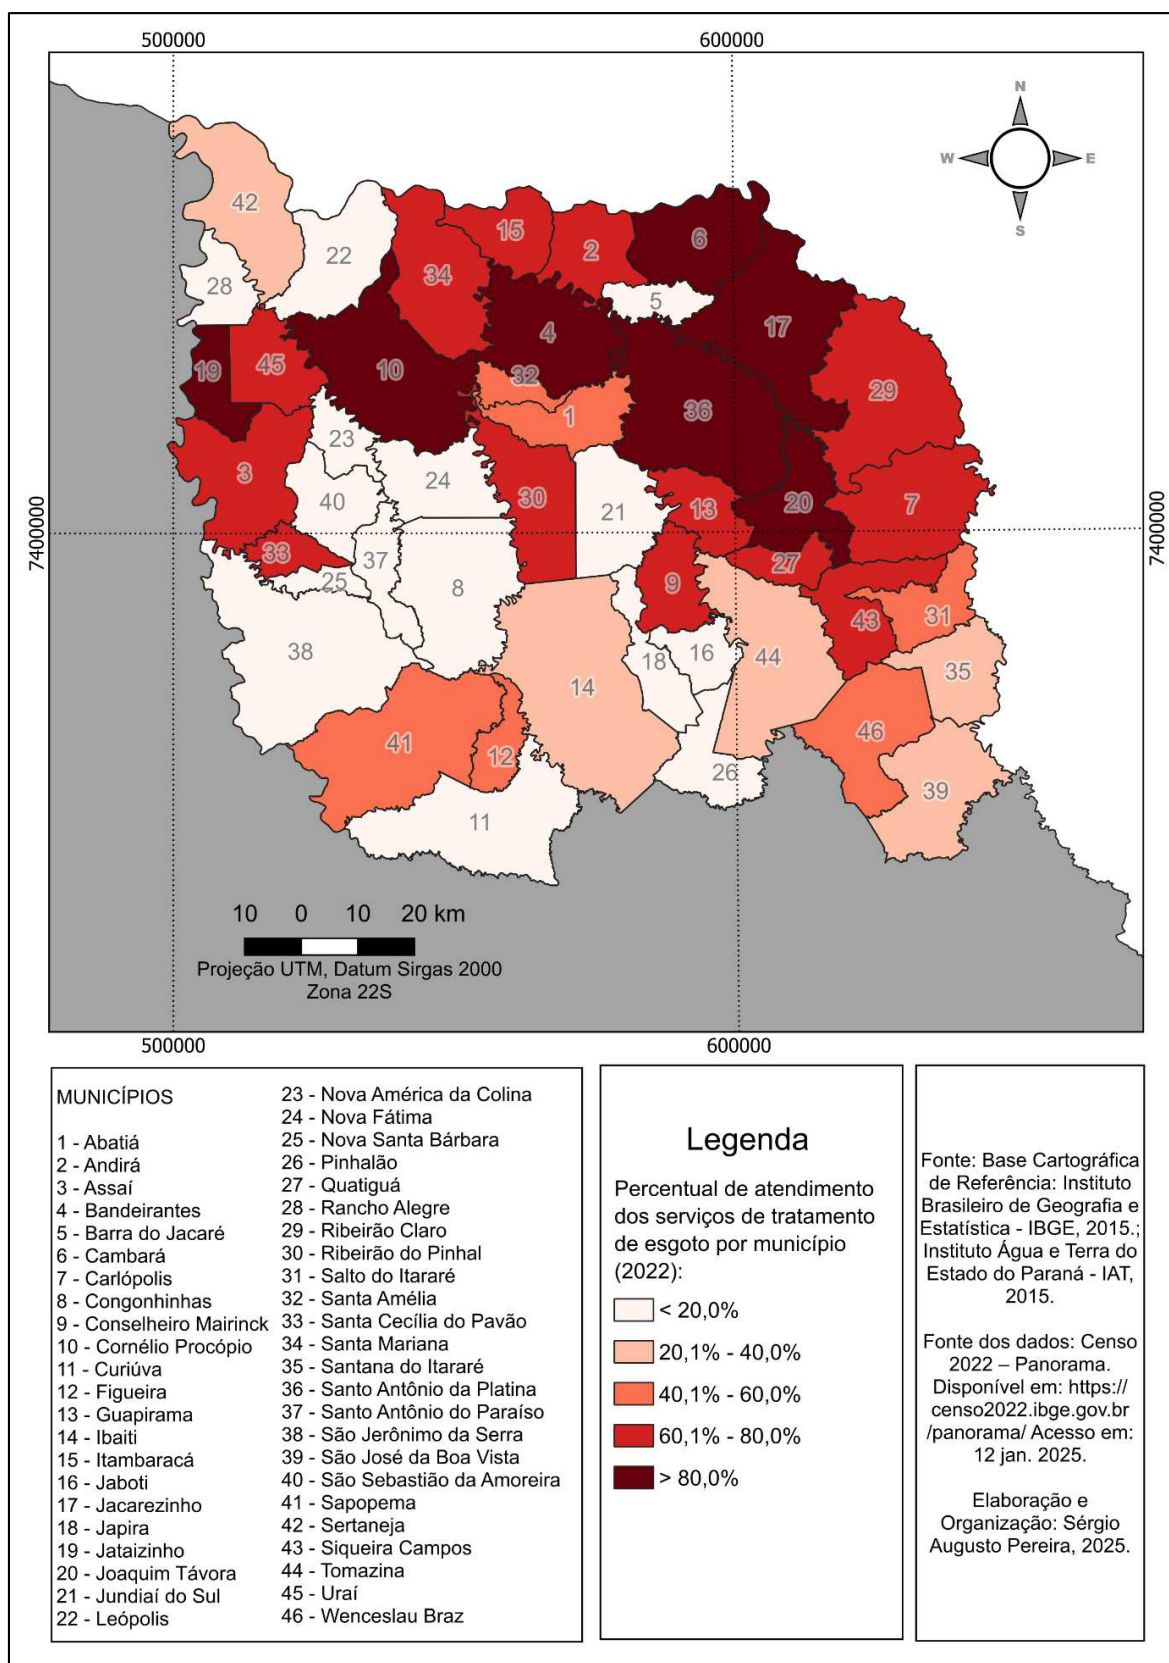 500000
600000
N
W
E
S
42
22
28
34
15
2
6
5
4
17
19
45
10
32
1
36
29
23
3
24
40
30
21
13
20
7
7400000
7400000
33
37
25
8
9
27
31
43
38
18
16
44
35
14
41
12
46
26
39
11
10 0 10 20 km
Projeção UTM, Datum Sirgas 2000
Zona 22S
500000
600000
MUNICÍPIOS
1 - Abatiá
2 - Andirá
3 - Assaí
4 - Bandeirantes
5 - Barra do Jacaré
6 - Cambará
7 - Carlópolis
8 - Congonhinhas
9 - Conselheiro Mairinck
10 - Cornélio Procópio
11 - Curiúva
12 - Figueira
13 - Guapirama
14 - Ibaiti
15 - Itambaracá
16 - Jaboti
17 - Jacarezinho
18 - Japira
19 - Jataizinho
20 - Joaquim Távora
21 - Jundiaí do Sul
22 - Leópolis
23 - Nova América da Colina
24 - Nova Fátima
25 - Nova Santa Bárbara
26 - Pinhalão
27 - Quatiguá
28 - Rancho Alegre
29 - Ribeirão Claro
30 - Ribeirão do Pinhal
31 - Salto do Itararé
32 - Santa Amélia
33 - Santa Cecília do Pavão
34 - Santa Mariana
35 - Santana do Itararé
36 - Santo Antônio da Platina
37 - Santo Antônio do Paraíso
38 - São Jerônimo da Serra
39 - São José da Boa Vista
40 - São Sebastião da Amoreira
41 - Sapopema
42 - Sertaneja
43 - Siqueira Campos
44 - Tomazina
45 - Uraí
46 - Wenceslau Braz
Legenda
Percentual de atendimento
dos serviços de tratamento
de esgoto por município
(2022):
< 20,0%
20,1% - 40,0%
40,1% - 60,0%
60,1% - 80,0%
> 80,0%
Fonte: Base Cartográfica
de Referência: Instituto
Brasileiro de Geografia e
Estatística - IBGE, 2015.;
Instituto Água e Terra do
Estado do Paraná - IAT,
2015.
Fonte dos dados: Censo
2022 – Panorama.
Disponível em: https://
censo2022.ibge.gov.br
/panorama/ Acesso em:
12 jan. 2025.
Elaboração e
Organização: Sérgio
Augusto Pereira, 2025.